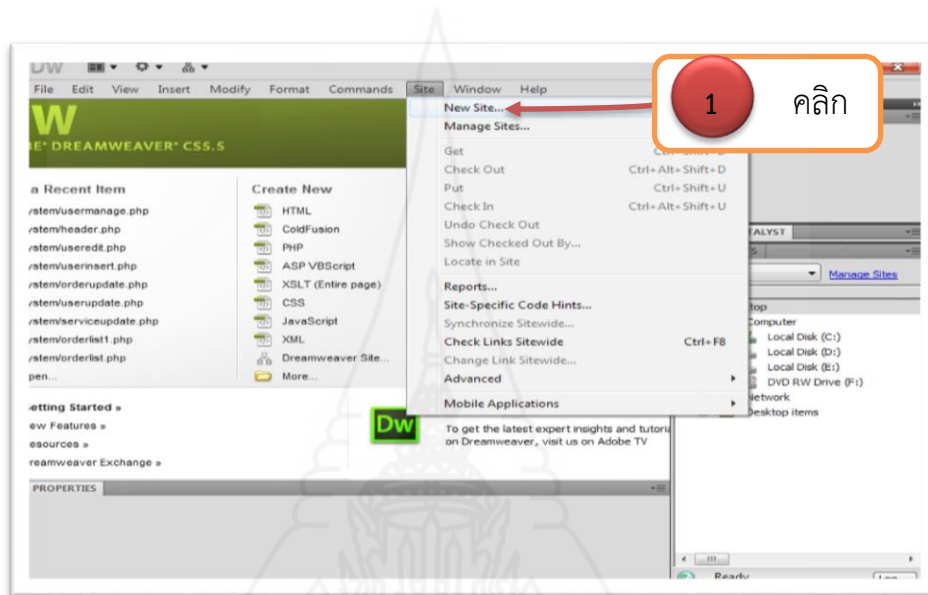 DW
File Edit View Insert Modify Format Commands Site Window Help
1 คลิก
New Site...
Manage Sites...
Get
Check Out Ctrl+Alt+Shift+D
Put Ctrl+Shift+U
Check In Ctrl+Alt+Shift+U
Undo Check Out
Show Checked Out By...
Locate in Site
Reports...
Site-Specific Code Hints...
Synchronize Sitewide...
Check Links Sitewide Ctrl+F8
Change Link Sitewide...
Advanced
Mobile Applications
W
E® DREAMWEAVER® CS5.5
a Recent Item
ystem/usermanage.php
ystem/header.php
ystem/useredit.php
ystem/userinsert.php
ystem/orderupdate.php
ystem/userupdate.php
ystem/serviceupdate.php
ystem/orderlist1.php
ystem/orderlist.php
pen...
Create New
HTML
ColdFusion
PHP
ASP VBScript
XSLT (Entire page)
CSS
JavaScript
XML
Dreamweaver Site...
More...
etting Started »
ew Features »
esources »
reamweaver Exchange »
Dw
To get the latest expert insights and tutoria
on Dreamweaver, visit us on Adobe TV
PROPERTIES
TALYST
S
Manage Sites
top
Computer
Local Disk (C:)
Local Disk (D:)
Local Disk (E:)
DVD RW Drive (F:)
Network
Desktop items
Ready